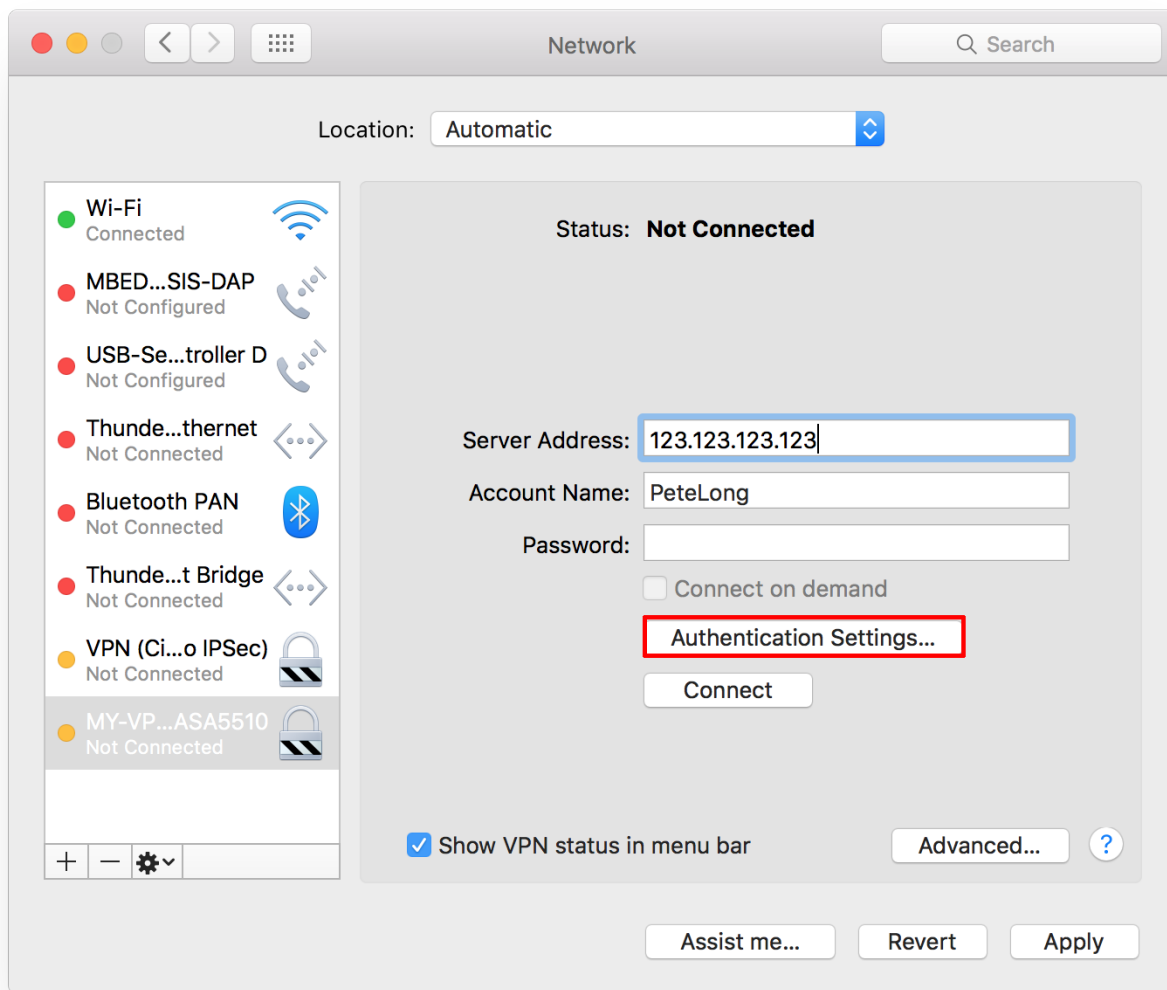 Network
Search
Location: Automatic
Wi-Fi
Connected
MBED...SIS-DAP
Not Configured
USB-Se...troller D
Not Configured
Thunde...thernet
Not Connected
Bluetooth PAN
Not Connected
Thunde...t Bridge
Not Connected
VPN (Ci...o IPSec)
Not Connected
MY-VP...ASA5510
Not Connected
Status: Not Connected
Server Address: 123.123.123.123
Account Name: PeteLong
Password:
Connect on demand
Authentication Settings...
Connect
Show VPN status in menu bar
Advanced...
?
Assist me...
Revert
Apply